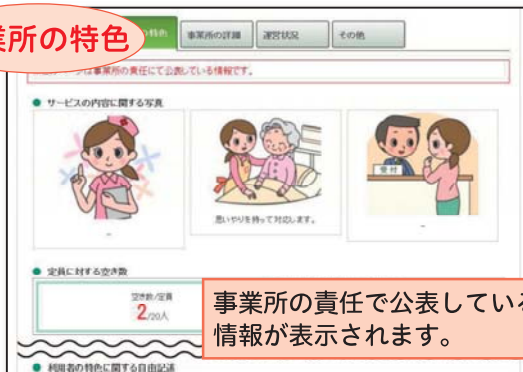 業所の特色
の特色
事業所の詳細
運営状況
その他
は事業所の責任にて公表している情報です。
● サービスの内容に関する写真
受付
思いやりを持って対応します。
● 定員に対する空き数
空き数/定員
2/20人
事業所の責任で公表している
情報が表示されます。
● 利用者の特色に関する自由記述